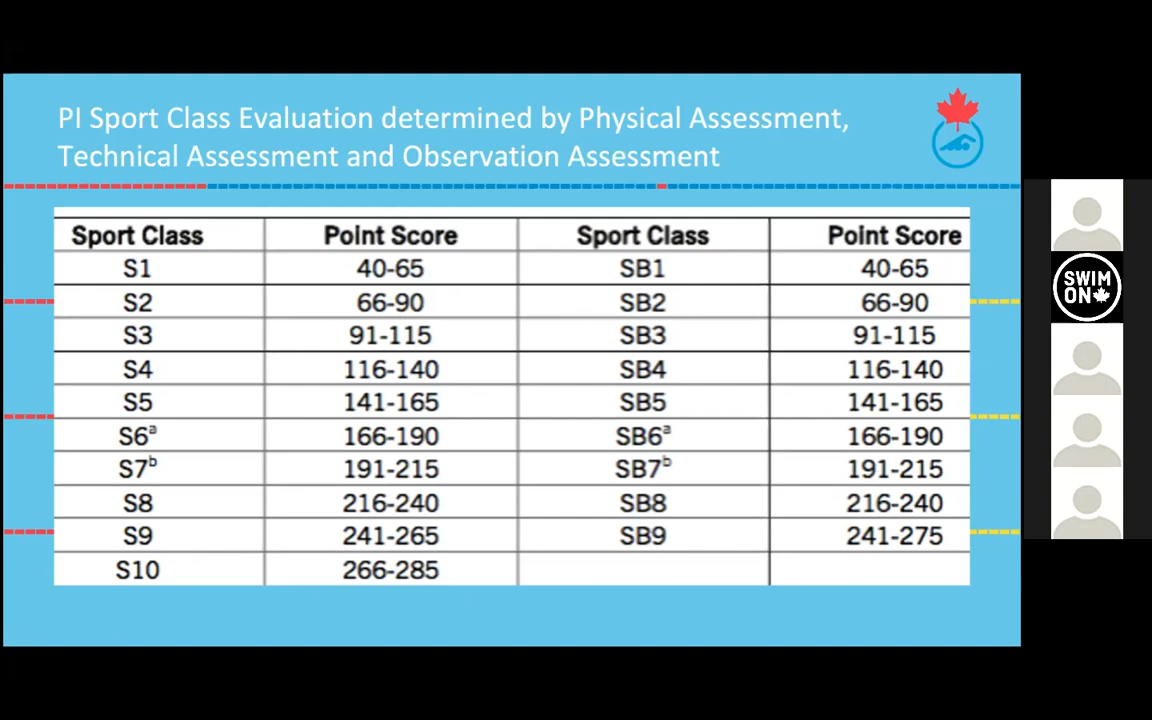 PI Sport Class Evaluation determined by Physical Assessment,
Technical Assessment and Observation Assessment
Sport Class Point Score Sport Class Point Score
S1 40-65 SB1 40-65
S2 66-90 SB2 66-90
S3 91-115 SB3 91-115
S4 116-140 SB4 116-140
S5 141-165 SB5 141-165
S6ᵃ 166-190 SB6ᵃ 166-190
S7ᵇ 191-215 SB7ᵇ 191-215
S8 216-240 SB8 216-240
S9 241-265 SB9 241-275
S10 266-285
SWIM
ON